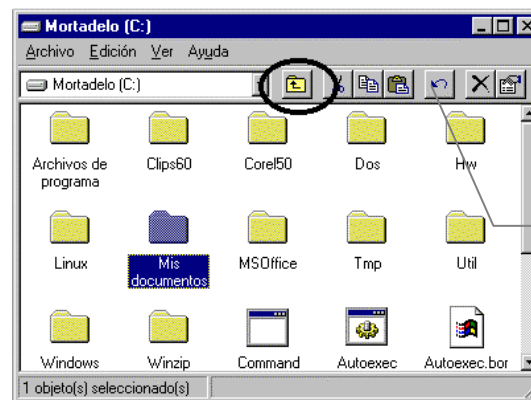 Mortadelo (C:)
Archivo Edición Ver Ayuda
Mortadelo (C:)
Archivos de
programa
Clips60
Corel50
Dos
Hw
Linux
Mis
documentos
MSOffice
Tmp
Util
Windows
Winzip
Command
Autoexec
Autoexec.bor
1 objeto(s) seleccionado(s)